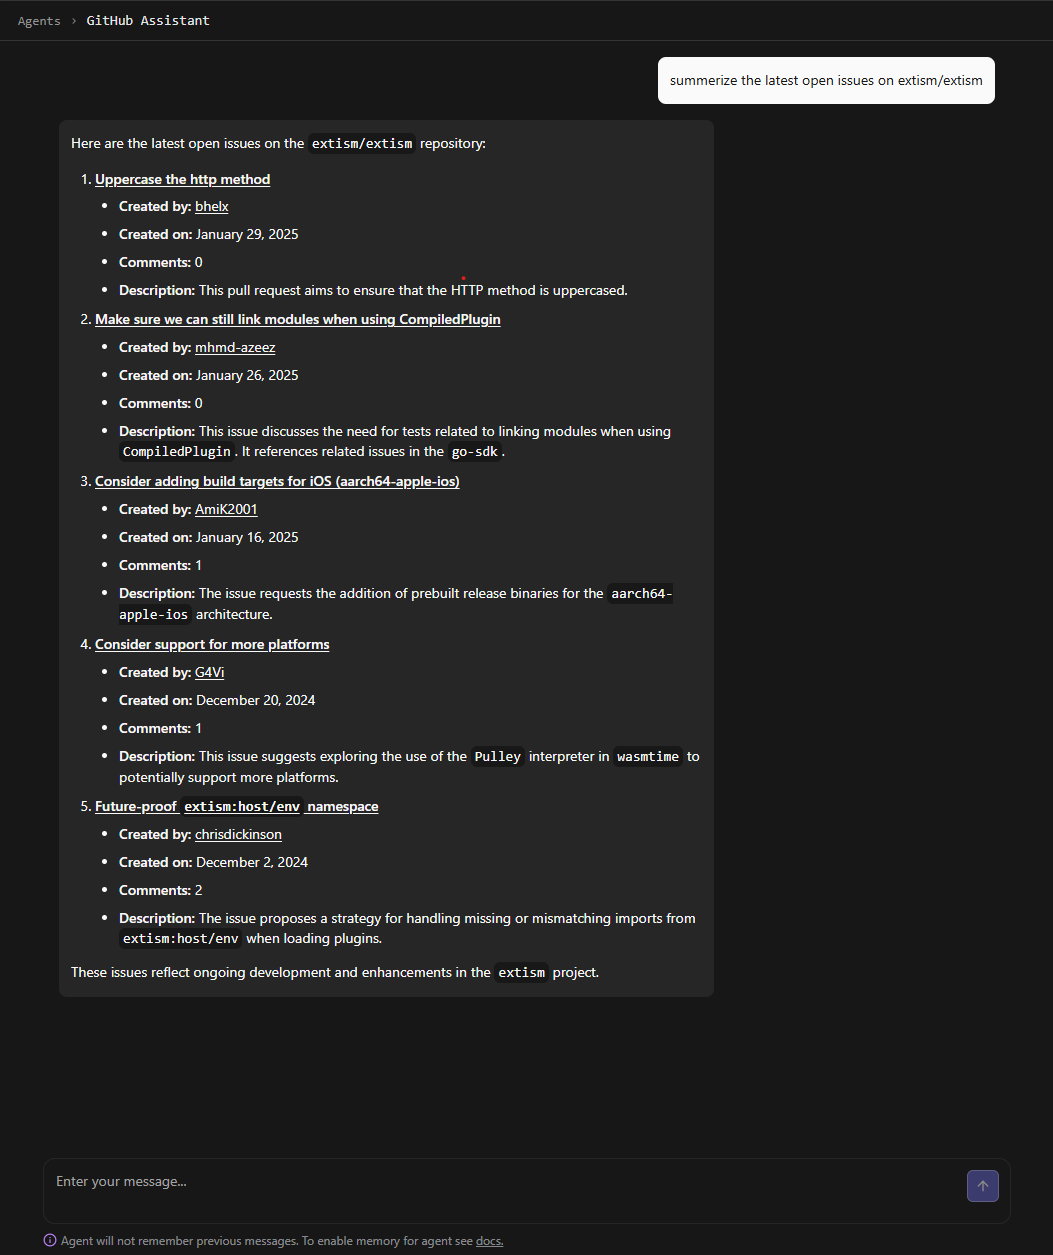 Agents › GitHub Assistant
summerize the latest open issues on extism/extism
Here are the latest open issues on the extism/extism repository:
1. Uppercase the http method
• Created by: bhelx
• Created on: January 29, 2025
• Comments: 0
• Description: This pull request aims to ensure that the HTTP method is uppercased.
2. Make sure we can still link modules when using CompiledPlugin
• Created by: mhmd-azeez
• Created on: January 26, 2025
• Comments: 0
• Description: This issue discusses the need for tests related to linking modules when using
CompiledPlugin. It references related issues in the go-sdk.
3. Consider adding build targets for iOS (aarch64-apple-ios)
• Created by: AmiK2001
• Created on: January 16, 2025
• Comments: 1
• Description: The issue requests the addition of prebuilt release binaries for the aarch64-
apple-ios architecture.
4. Consider support for more platforms
• Created by: G4Vi
• Created on: December 20, 2024
• Comments: 1
• Description: This issue suggests exploring the use of the Pulley interpreter in wasmtime to
potentially support more platforms.
5. Future-proof extism:host/env namespace
• Created by: chrisdickinson
• Created on: December 2, 2024
• Comments: 2
• Description: The issue proposes a strategy for handling missing or mismatching imports from
extism:host/env when loading plugins.
These issues reflect ongoing development and enhancements in the extism project.
Enter your message...
Agent will not remember previous messages. To enable memory for agent see docs.